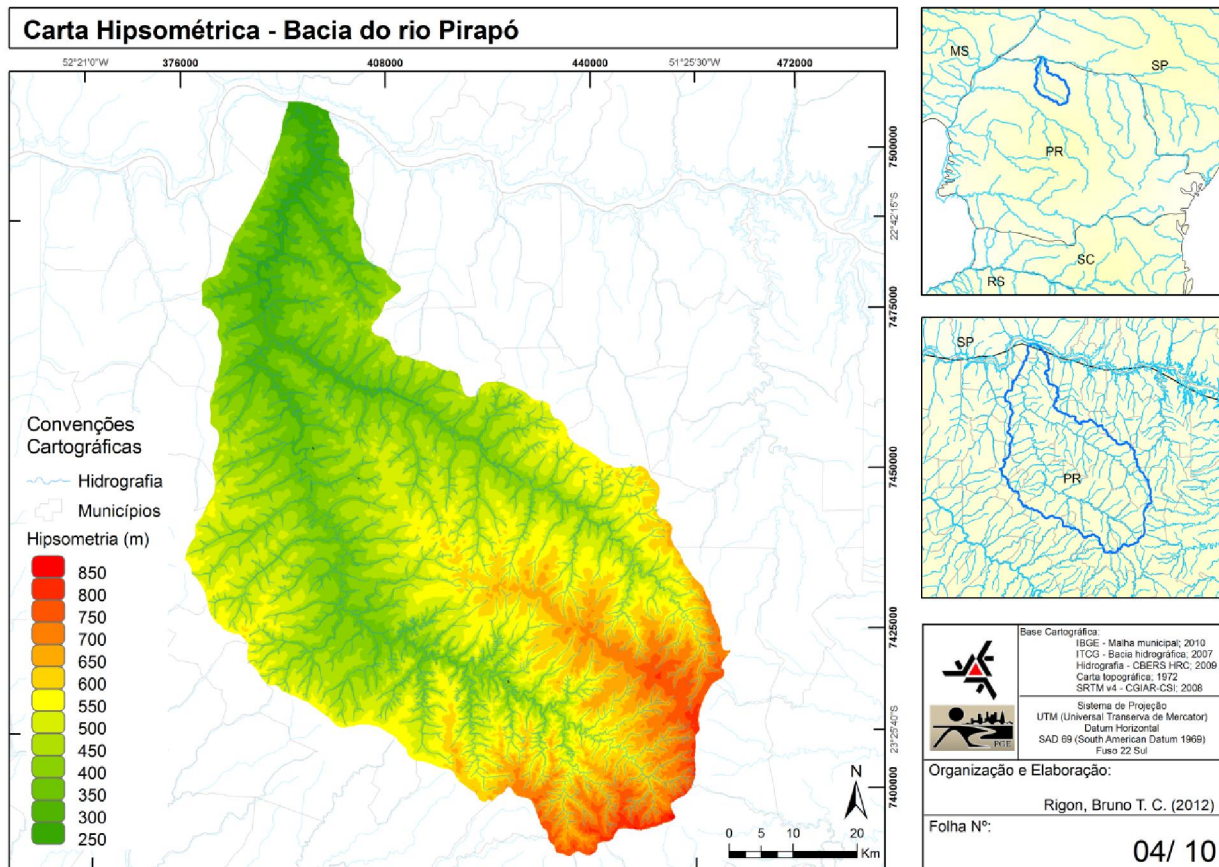 Carta Hipsométrica - Bacia do rio Pirapó
52°21'0"W
376000
408000
440000
51°25'30"W
472000
7500000
22°42'15"S
7475000
7450000
7425000
23°25'40"S
7400000
Convenções
Cartográficas
Hidrografia
Municípios
Hipsometria (m)
850
800
750
700
650
600
550
500
450
400
350
300
250
N
0 5 10 20
Km
MS
SP
PR
SC
RS
SP
PR
Base Cartográfica:
IBGE - Malha municipal; 2010
ITCG - Bacia hidrográfica; 2007
Hidrografia - CBERS HRC; 2009
Carta topográfica; 1972
SRTM v4 - CGIAR-CSI; 2008
Sistema de Projeção
UTM (Universal Transerva de Mercator)
Datum Horizontal
SAD 69 (South American Datum 1969)
Fuso 22 Sul
PGE
Organização e Elaboração:
Rigon, Bruno T. C. (2012)
Folha Nº:
04/ 10